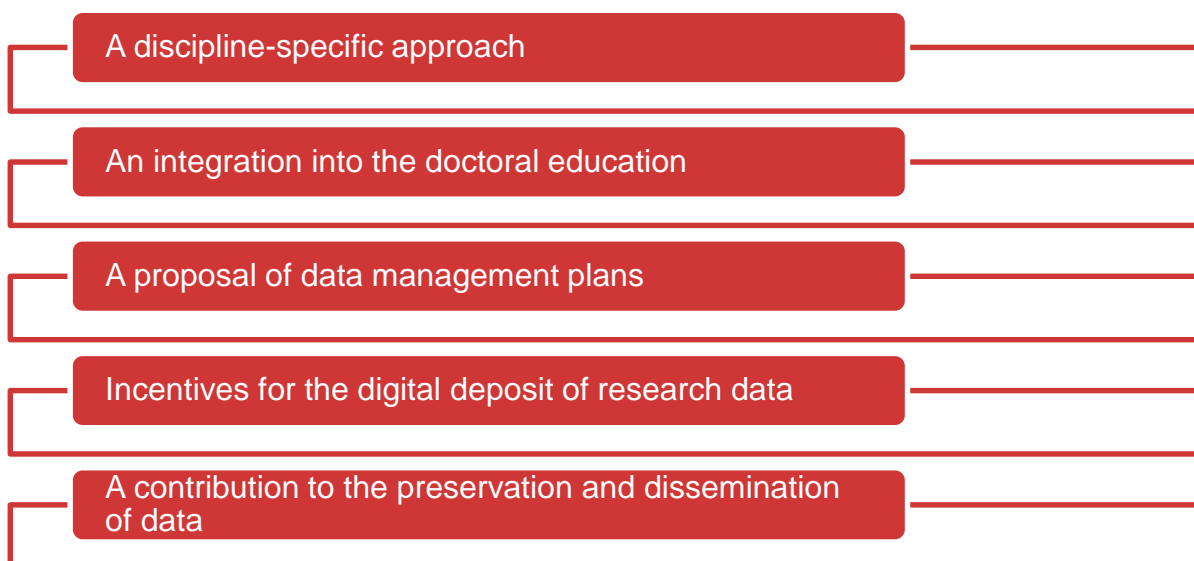 A discipline-specific approach
An integration into the doctoral education
A proposal of data management plans
Incentives for the digital deposit of research data
A contribution to the preservation and dissemination
of data